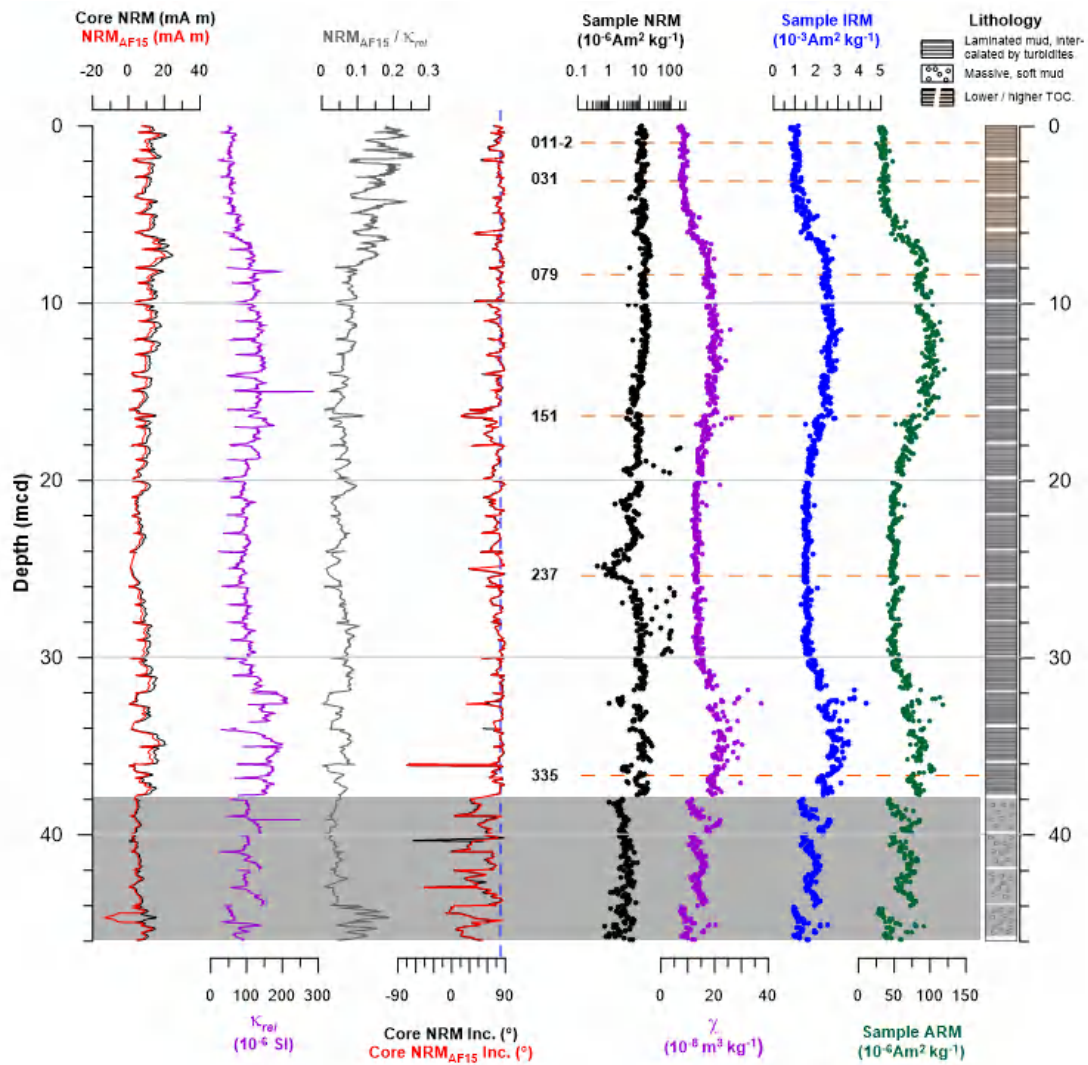 Core NRM (mA m)
NRMAF15 (mA m)
-20 0 20 40
NRMAF15 / κrel
0 0.1 0.2 0.3
Sample NRM
(10-6Am2 kg-1)
0.1 1 10 100
Sample IRM
(10-3Am2 kg-1)
0 1 2 3 4 5
Lithology
Laminated mud, inter-
calated by turbidites
Massive, soft mud
Lower / higher TOC.
Depth (mcd)
0
10
20
30
40
011-2
031
079
151
237
335
0
10
20
30
40
0 100 200 300
κrel
(10-6 SI)
-90 0 90
Core NRM Inc. (°)
Core NRMAF15 Inc. (°)
0 20 40
χ
(10-8 m3 kg-1)
0 50 100 150
Sample ARM
(10-6Am2 kg-1)